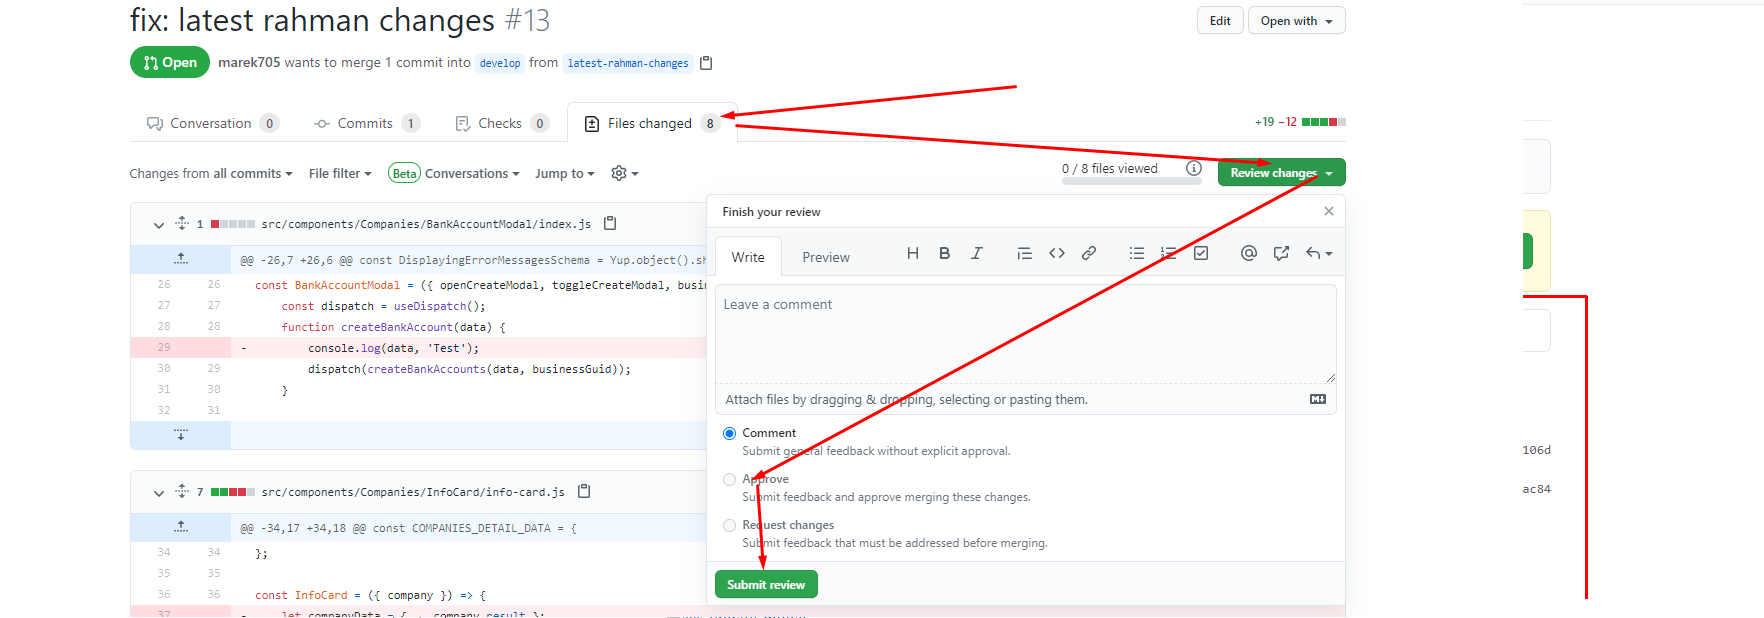 fix: latest rahman changes #13
Edit
Open with
Open
marek705 wants to merge 1 commit into develop from latest-rahman-changes
Conversation 0
Commits 1
Checks 0
Files changed 8
+19 −12
Changes from all commits
File filter
Beta Conversations
Jump to
0 / 8 files viewed
Review changes
1 src/components/Companies/BankAccountModal/index.js
@@ -26,7 +26,6 @@ const DisplayingErrorMessagesSchema = Yup.object().sh
26 26 const BankAccountModal = ({ openCreateModal, toggleCreateModal, busi
27 27 const dispatch = useDispatch();
28 28 function createBankAccount(data) {
29 - console.log(data, 'Test');
30 29 dispatch(createBankAccounts(data, businessGuid));
31 30 }
32 31
7 src/components/Companies/InfoCard/info-card.js
@@ -34,17 +34,18 @@ const COMPANIES_DETAIL_DATA = {
34 34 };
35 35
36 36 const InfoCard = ({ company }) => {
37 - let companyData =
Finish your review
Write
Preview
Leave a comment
Attach files by dragging & dropping, selecting or pasting them.
Comment
Submit general feedback without explicit approval.
Approve
Submit feedback and approve merging these changes.
Request changes
Submit feedback that must be addressed before merging.
Submit review
106d
ac84